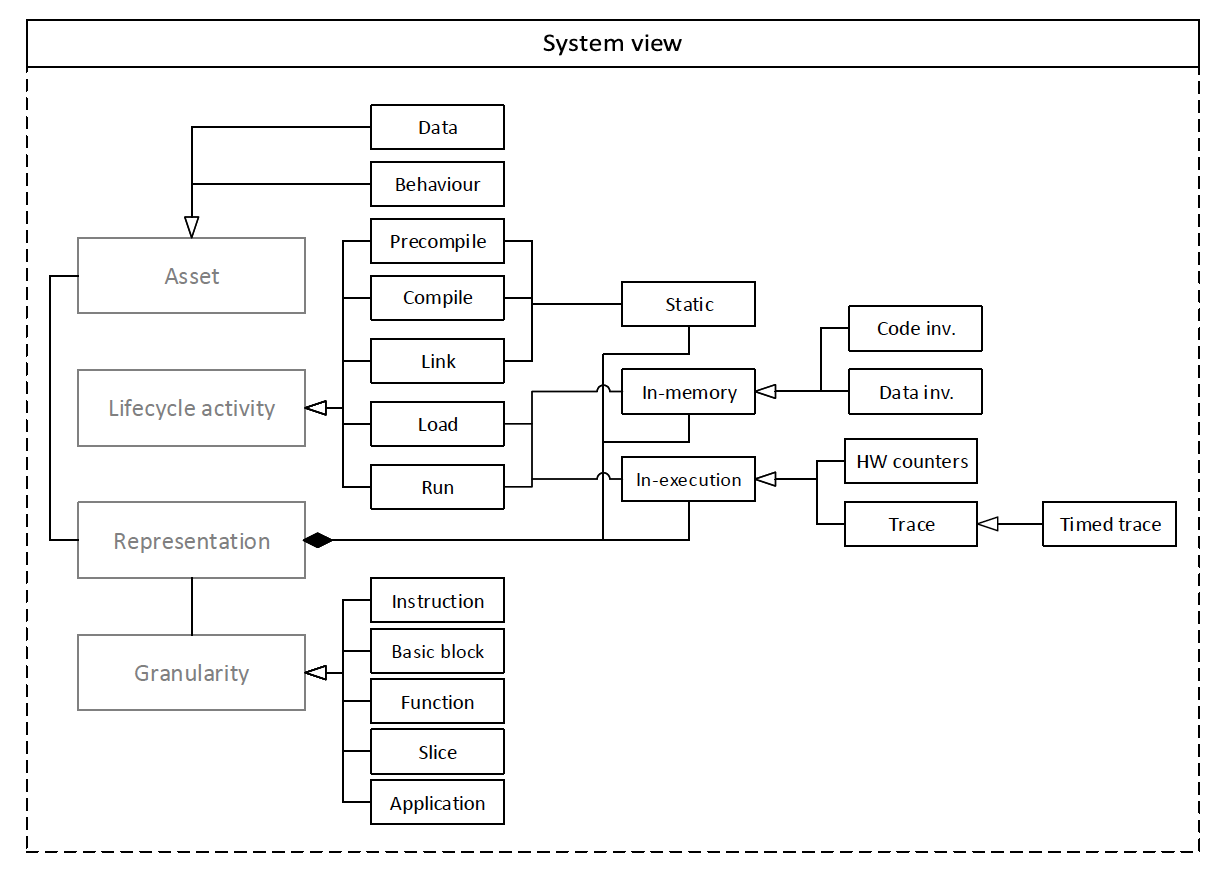 System view
Data
Behaviour
Asset
Precompile
Compile
Static
Code inv.
Link
Lifecycle activity
In-memory
Data inv.
Load
HW counters
Run
In-execution
Representation
Trace
Timed trace
Instruction
Basic block
Granularity
Function
Slice
Application